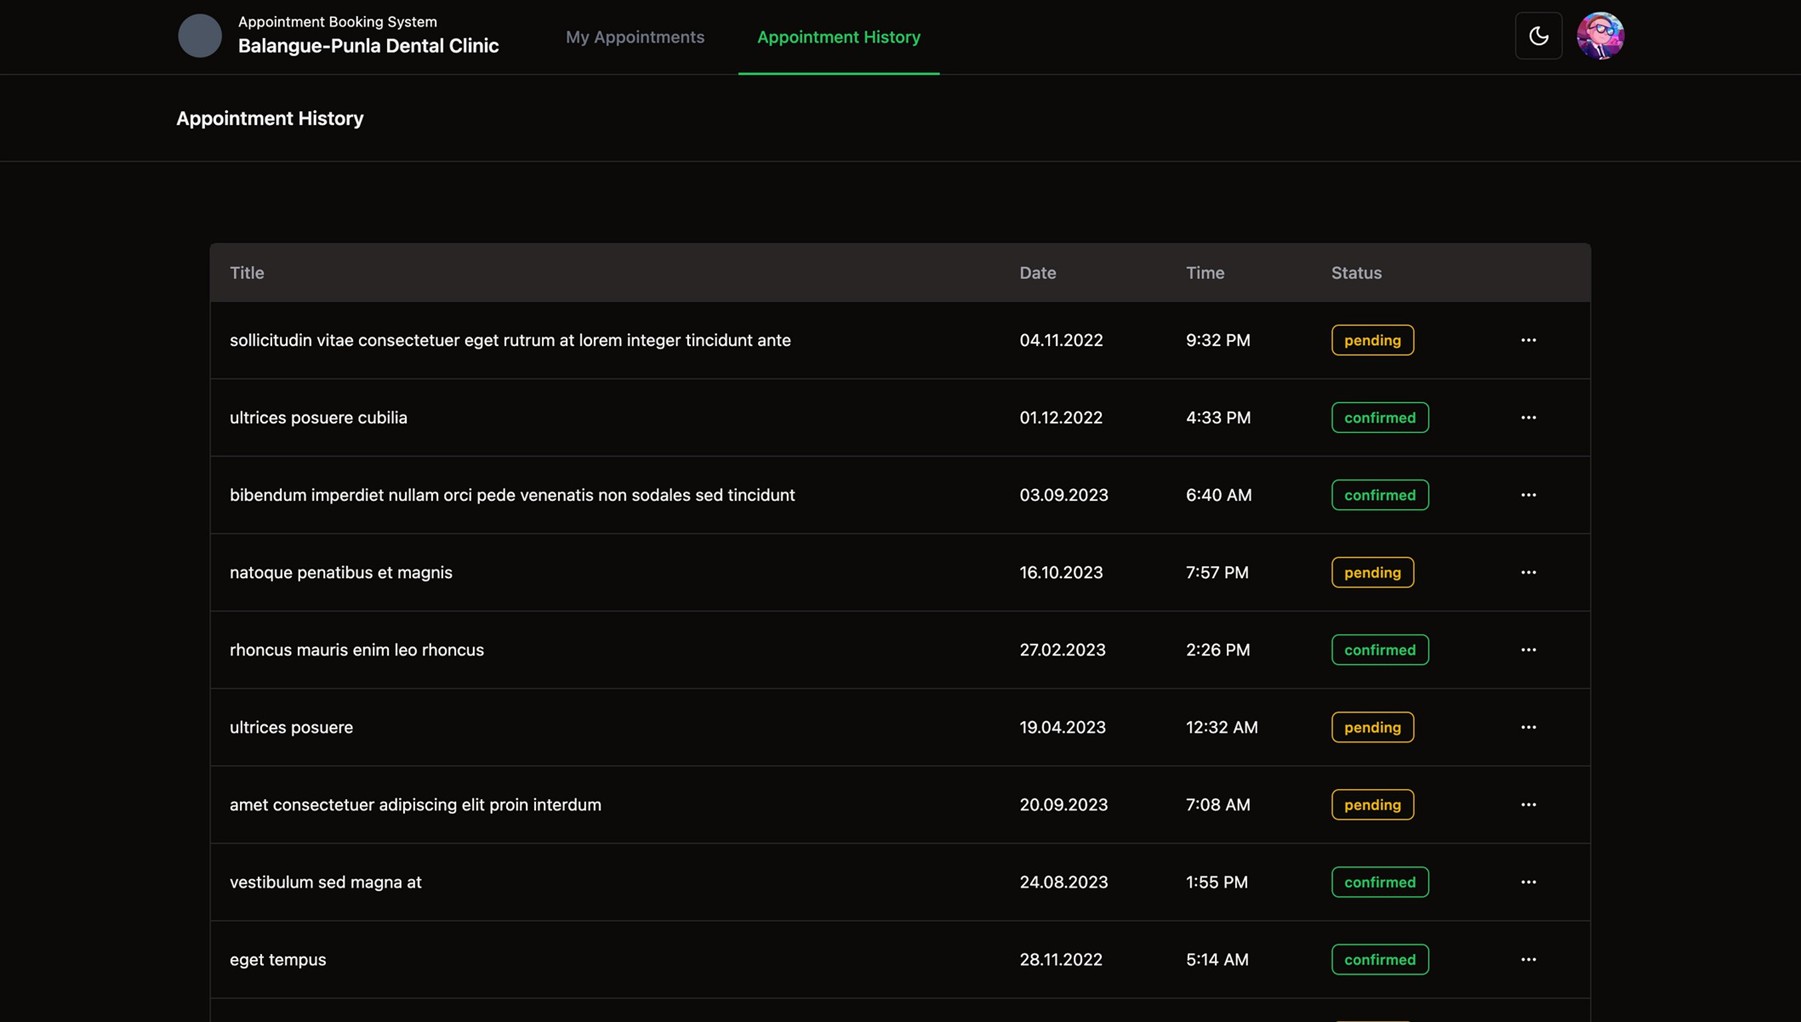 Appointment Booking System
Balangue-Punla Dental Clinic
My Appointments
Appointment History
Appointment History
Title Date Time Status
sollicitudin vitae consectetuer eget rutrum at lorem integer tincidunt ante 04.11.2022 9:32 PM pending
ultrices posuere cubilia 01.12.2022 4:33 PM confirmed
bibendum imperdiet nullam orci pede venenatis non sodales sed tincidunt 03.09.2023 6:40 AM confirmed
natoque penatibus et magnis 16.10.2023 7:57 PM pending
rhoncus mauris enim leo rhoncus 27.02.2023 2:26 PM confirmed
ultrices posuere 19.04.2023 12:32 AM pending
amet consectetuer adipiscing elit proin interdum 20.09.2023 7:08 AM pending
vestibulum sed magna at 24.08.2023 1:55 PM confirmed
eget tempus 28.11.2022 5:14 AM confirmed